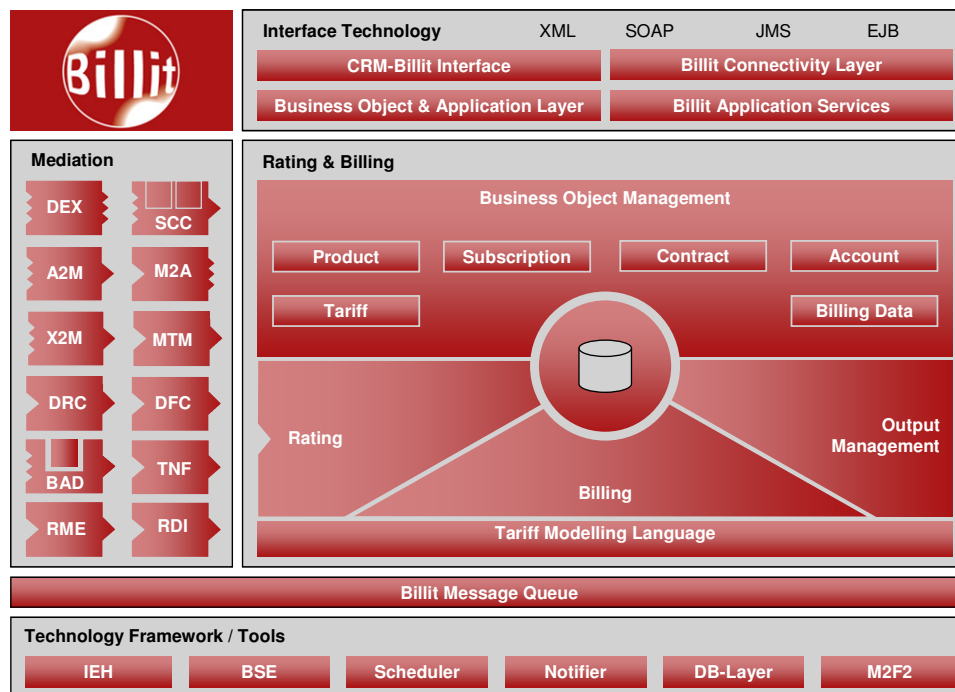 Billit
Interface Technology XML SOAP JMS EJB
CRM-Billit Interface Billit Connectivity Layer
Business Object & Application Layer Billit Application Services
Mediation
DEX SCC
A2M M2A
X2M MTM
DRC DFC
BAD TNF
RME RDI
Rating & Billing
Business Object Management
Product Subscription Contract Account
Tariff Billing Data
Rating
Output
Management
Billing
Tariff Modelling Language
Billit Message Queue
Technology Framework / Tools
IEH BSE Scheduler Notifier DB-Layer M2F2